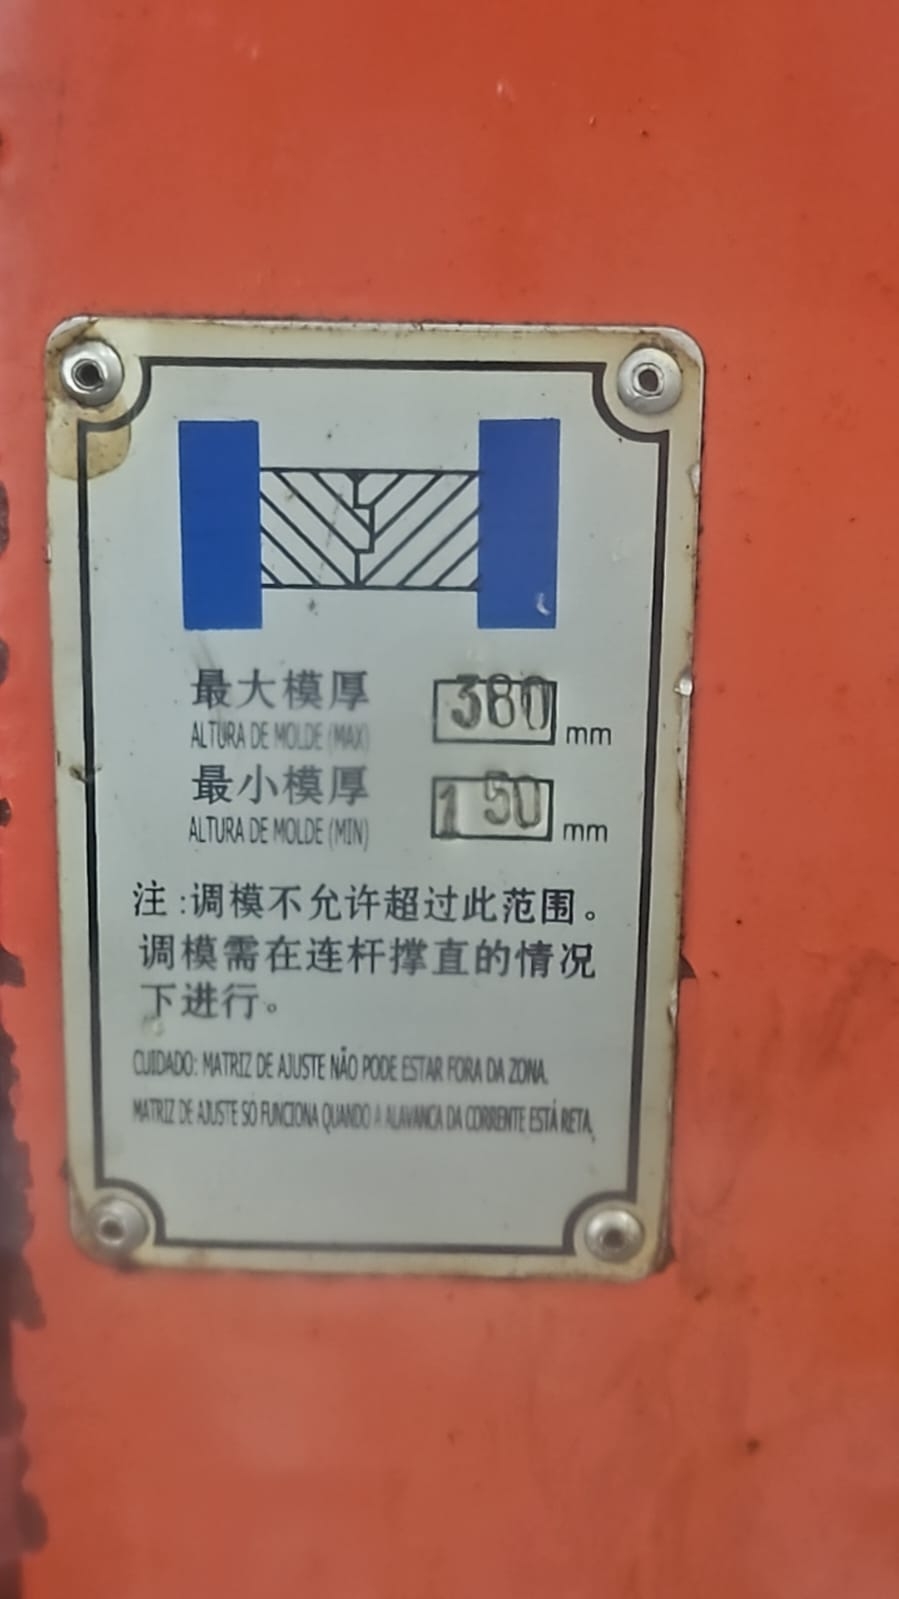 最大模厚 380 mm
ALTURA DE MOLDE (MAX)
最小模厚 150 mm
ALTURA DE MOLDE (MIN)
注:调模不允许超过此范围。
调模需在连杆撑直的情况
下进行。
CUIDADO: MATRIZ DE AJUSTE NÃO PODE ESTAR FORA DA ZONA.
MATRIZ DE AJUSTE SÓ FUNCIONA QUANDO A ALAVANCA DA CORRENTE ESTÁ RETA,